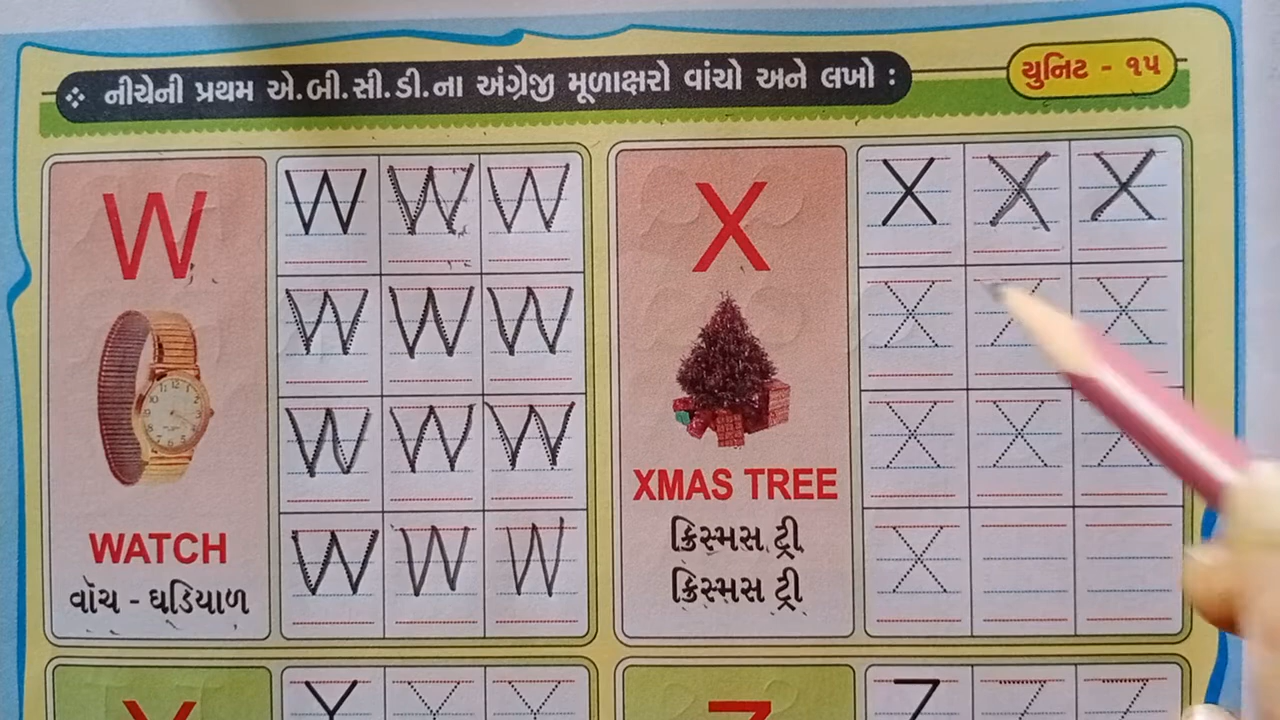 ❖ નીચેની પ્રથમ એ.બી.સી.ડી.ના અંગ્રેજી મૂળાક્ષરો વાંચો અને લખો :
યુનિટ - ૧૫
W
W W W
W W W
W W W
W W W
WATCH
વૉચ - ઘડિયાળ
X
X X X
X X X
X X X
X
XMAS TREE
ક્રિસ્મસ ટ્રી
ક્રિસ્મસ ટ્રી
Y
Y Y Y
Z
Z Z Z